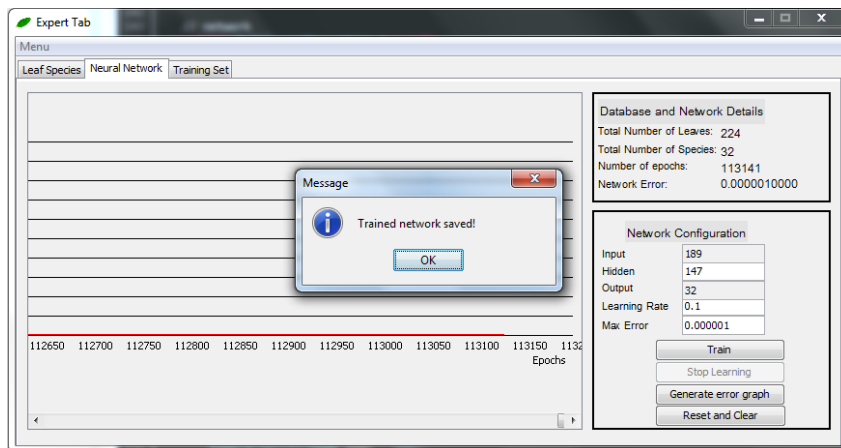 Expert Tab
Menu
Leaf Species Neural Network Training Set
Database and Network Details
Total Number of Leaves: 224
Total Number of Species: 32
Number of epochs: 113141
Network Error: 0.0000010000
Message
Trained network saved!
OK
Network Configuration
Input 189
Hidden 147
Output 32
Learning Rate 0.1
Max Error 0.000001
Train
Stop Learning
Generate error graph
Reset and Clear
112650 112700 112750 112800 112850 112900 112950 113000 113050 113100 113150 1132
Epochs